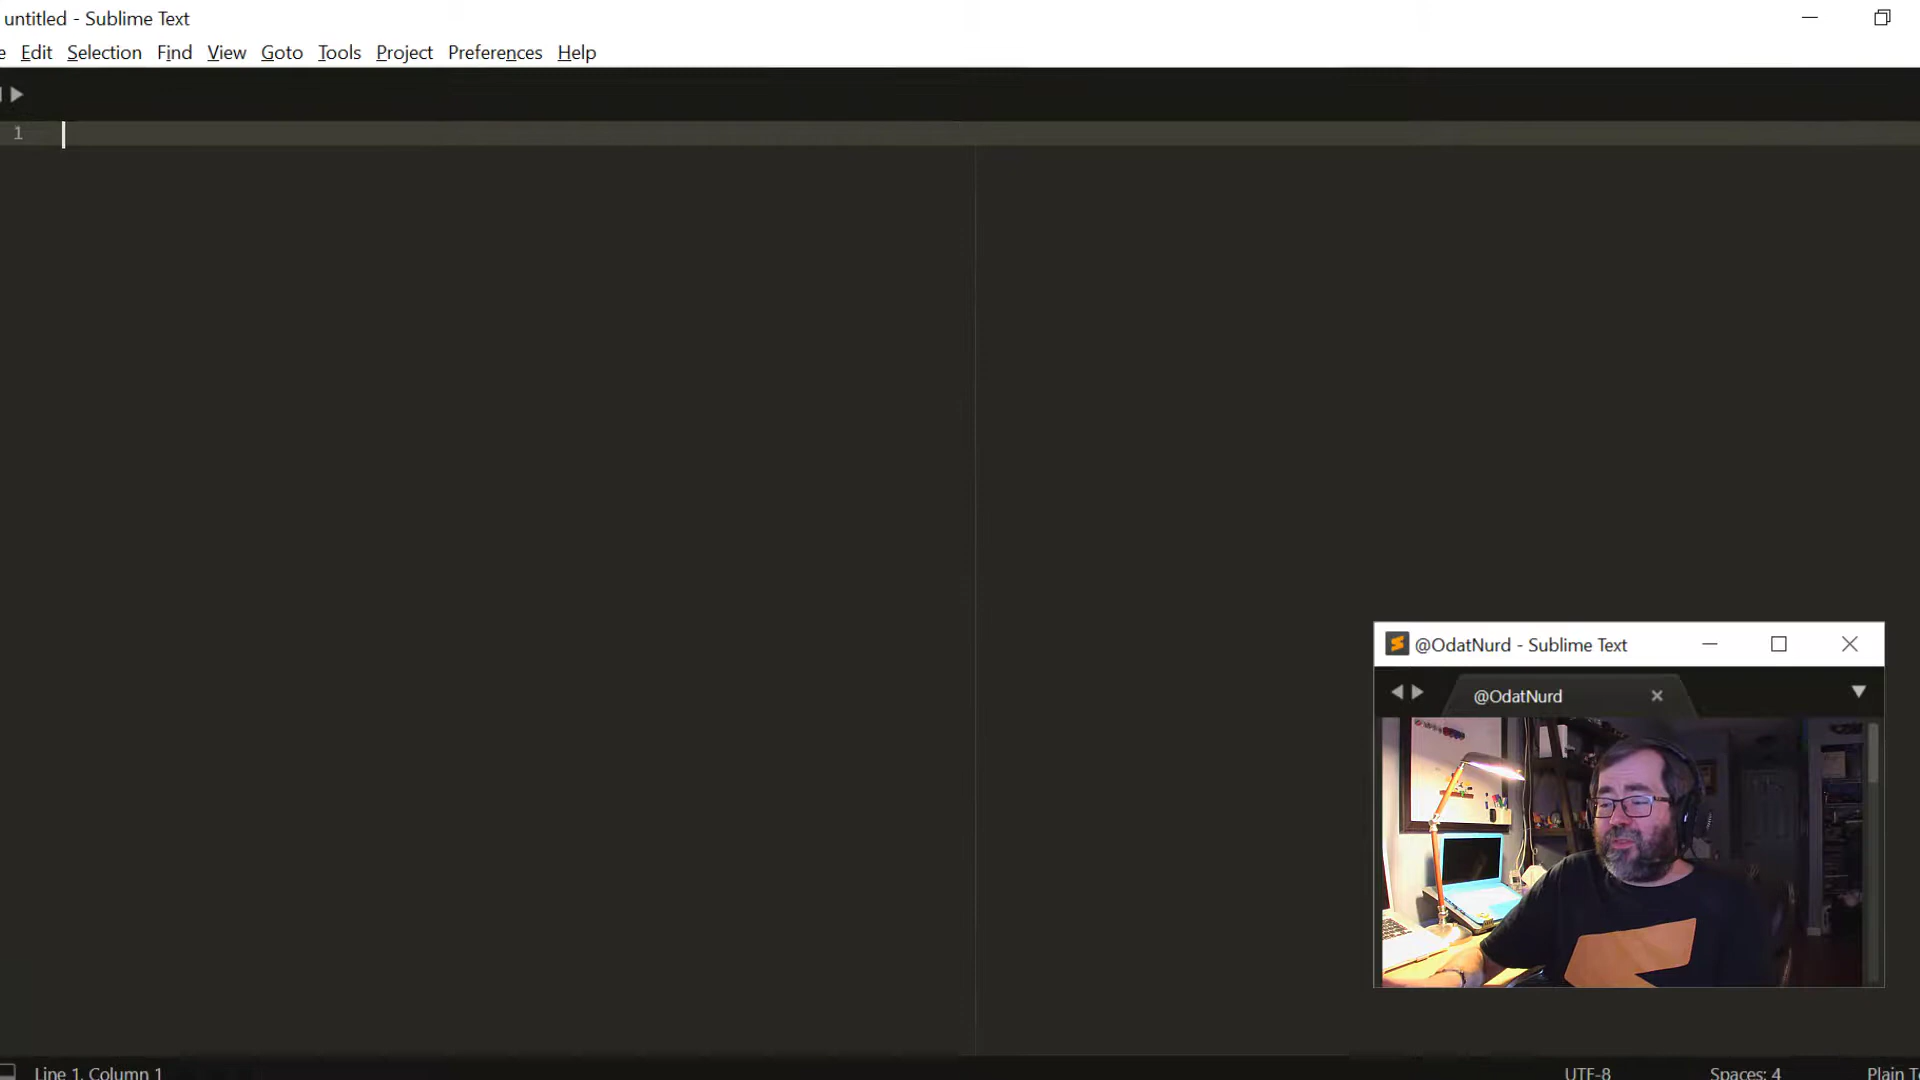 untitled - Sublime Text
e Edit Selection Find View Goto Tools Project Preferences Help
1
@OdatNurd - Sublime Text
@OdatNurd
Line 1, Column 1
UTF-8
Spaces: 4
Plain T